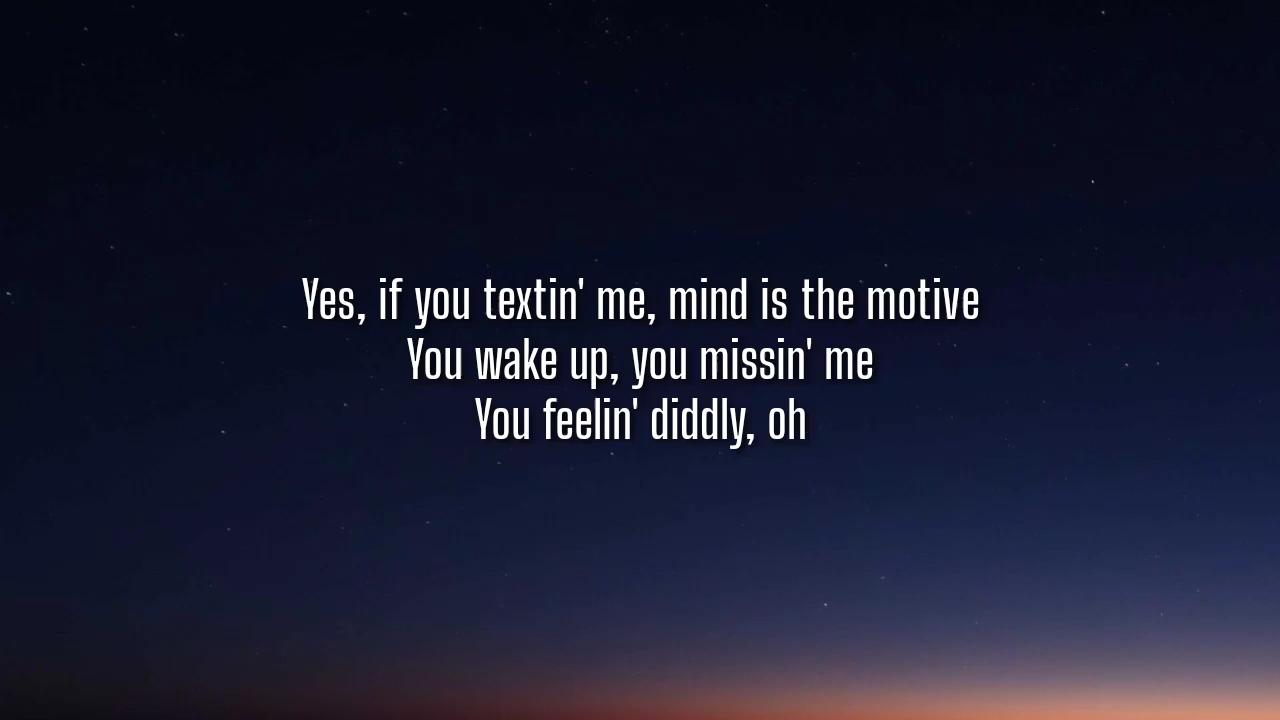 Yes, if you textin' me, mind is the motive
You wake up, you missin' me
You feelin' diddly, oh